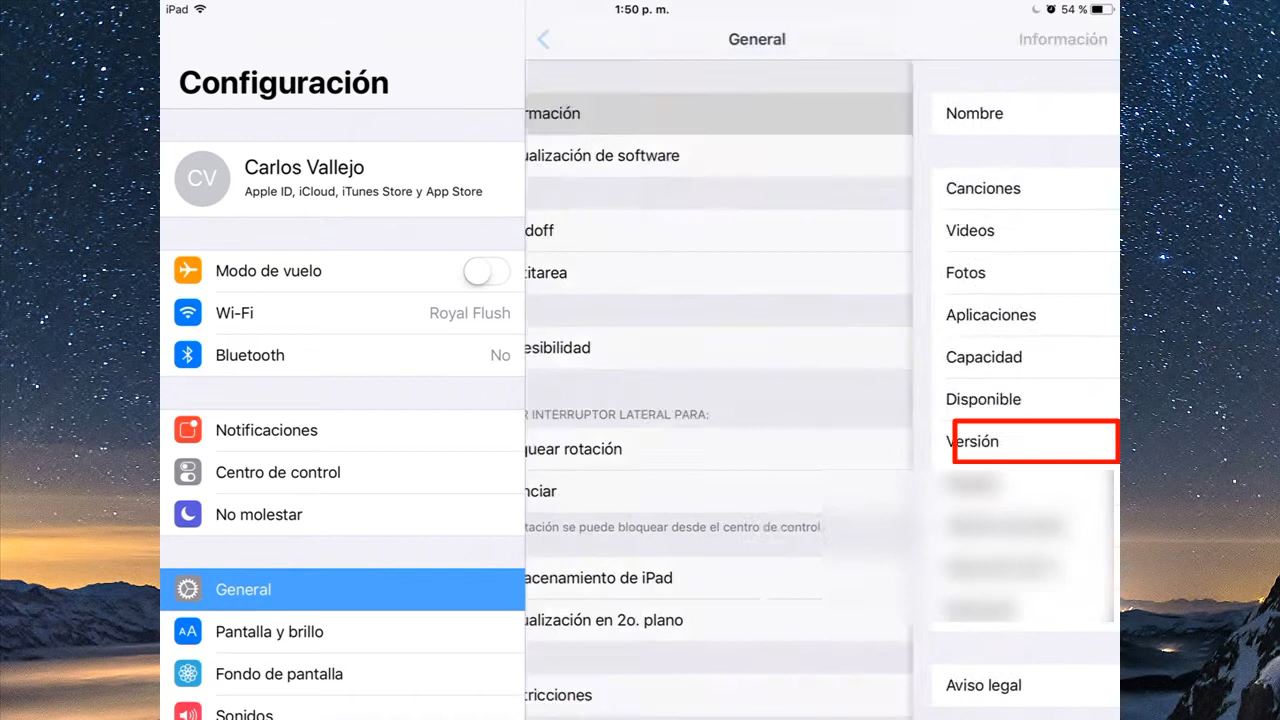 iPad
1:50 p. m.
54 %
Configuración
CV
Carlos Vallejo
Apple ID, iCloud, iTunes Store y App Store
Modo de vuelo
Wi-Fi
Royal Flush
Bluetooth
No
Notificaciones
Centro de control
No molestar
General
Pantalla y brillo
Fondo de pantalla
Sonidos
General
Información
rmación
ualización de software
doff
titarea
esibilidad
R INTERRUPTOR LATERAL PARA:
uear rotación
nciar
tación se puede bloquear desde el centro de control
acenamiento de iPad
ualización en 2o. plano
tricciones
Nombre
Canciones
Videos
Fotos
Aplicaciones
Capacidad
Disponible
Versión
Aviso legal